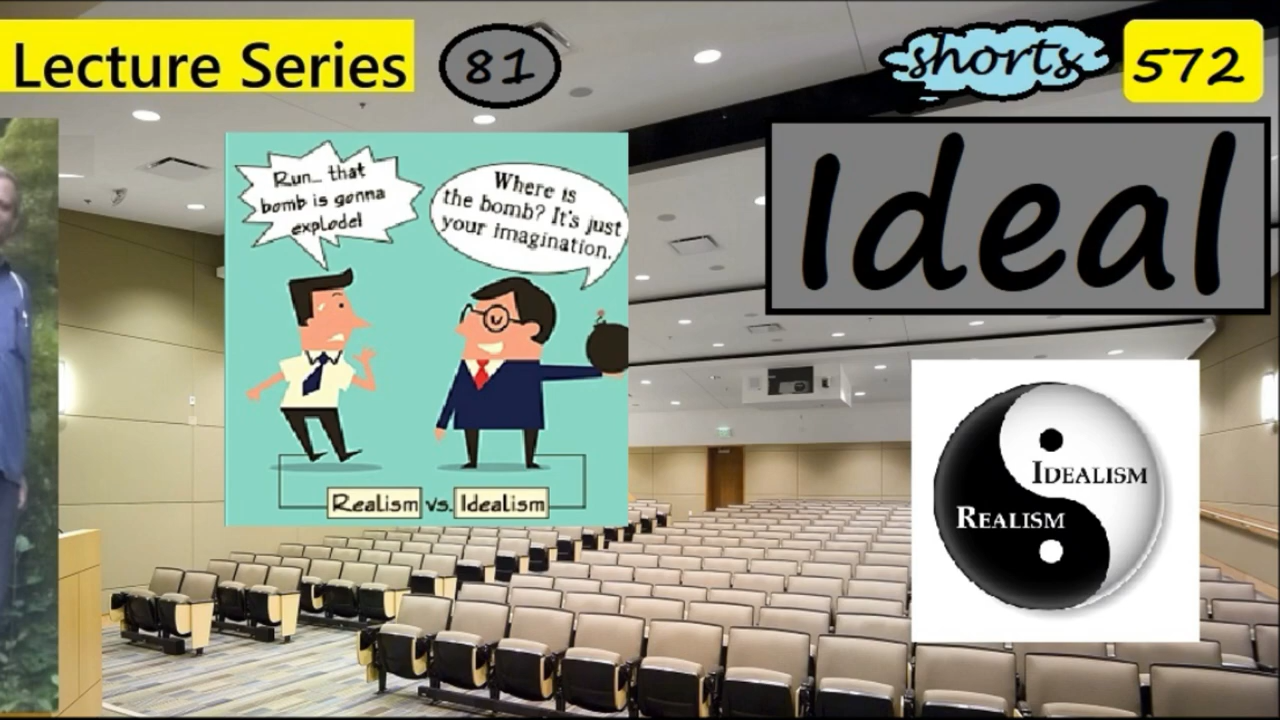 Lecture Series
81
shorts
572
Ideal
Run... that
bomb is gonna
explode!
Where is
the bomb? It's just
your imagination.
Realism vs. Idealism
IDEALISM
REALISM